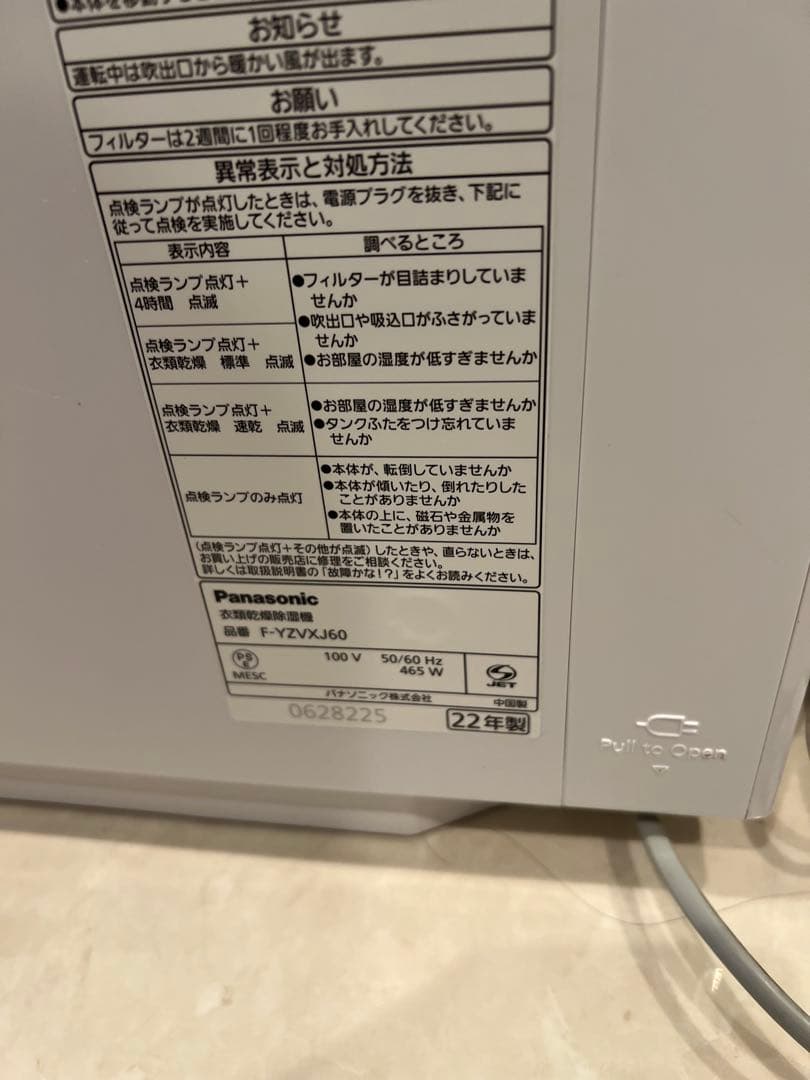 ●本体を移動するとき
お知らせ
運転中は吹出口から暖かい風が出ます。
お願い
フィルターは2週間に1回程度お手入れしてください。
異常表示と対処方法
点検ランプが点灯したときは、電源プラグを抜き、下記に
従って点検を実施してください。
表示内容 調べるところ
点検ランプ点灯＋
4時間 点滅
点検ランプ点灯＋
衣類乾燥 標準 点滅
●フィルターが目詰まりしていま
せんか
●吹出口や吸込口がふさがっていま
せんか
●お部屋の湿度が低すぎませんか
点検ランプ点灯＋
衣類乾燥 速乾 点滅
●お部屋の湿度が低すぎませんか
●タンクふたをつけ忘れていま
せんか
点検ランプのみ点灯
●本体が、転倒していませんか
●本体が傾いたり、倒れたりした
ことがありませんか
●本体の上に、磁石や金属物を
置いたことがありませんか
(点検ランプ点灯＋その他が点滅)したときや、直らないときは、
お買い上げの販売店に修理をご相談ください。
詳しくは取扱説明書の「故障かな！？」をよくお読みください。
Panasonic
衣類乾燥除湿機
品番 F-YZVXJ60
PS
E
MESC
100 V 50/60 Hz
465 W
JET
パナソニック株式会社 中国製
0628225 22年製
Pull to Open